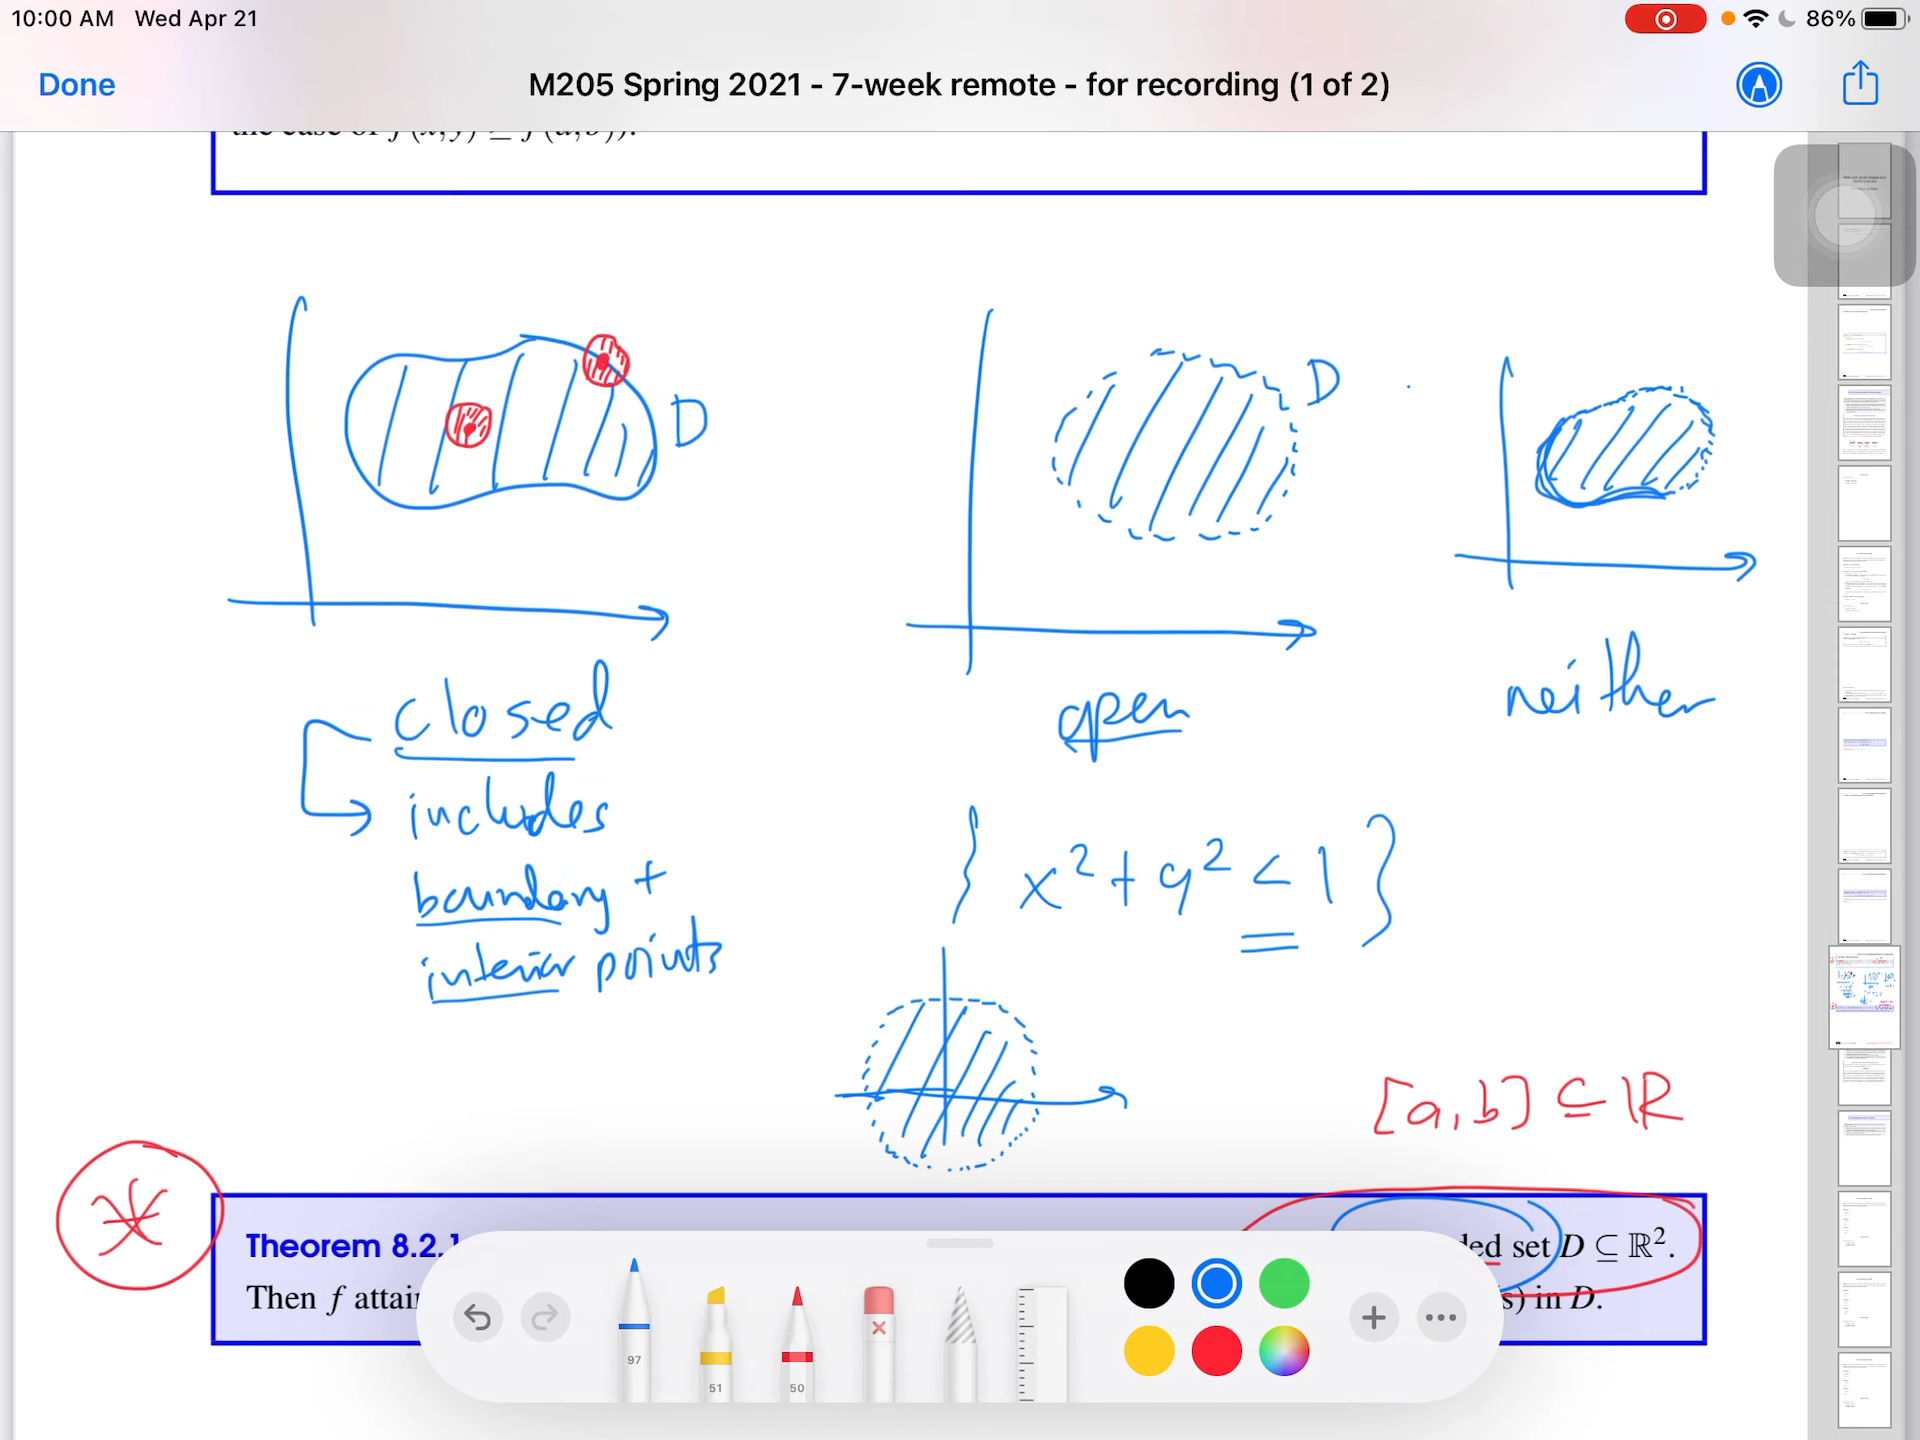 10:00 AM Wed Apr 21
86%
Done
M205 Spring 2021 - 7-week remote - for recording (1 of 2)
D
D
closed
open
neither
includes
boundary +
interior points
{ x² + y² < 1 }
[a,b] ⊆ ℝ
Theorem 8.2.1
set D ⊆ ℝ².
Then f
in D.
97
51
50